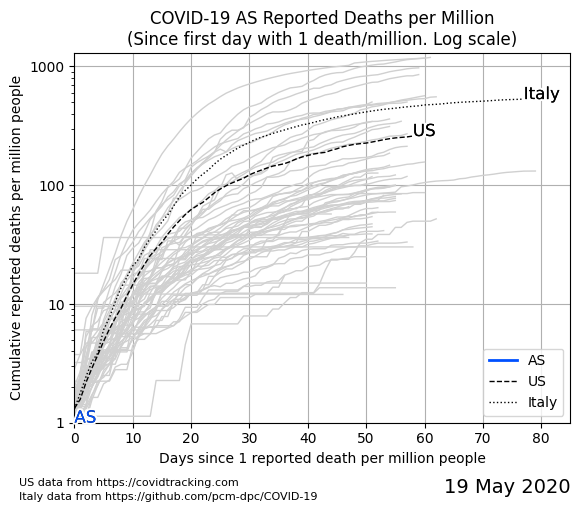 COVID-19 AS Reported Deaths per Million
(Since first day with 1 death/million. Log scale)
Cumulative reported deaths per million people
1000
100
10
1
Italy
US
AS
AS
US
Italy
0 10 20 30 40 50 60 70 80
Days since 1 reported death per million people
US data from https://covidtracking.com
Italy data from https://github.com/pcm-dpc/COVID-19
19 May 2020